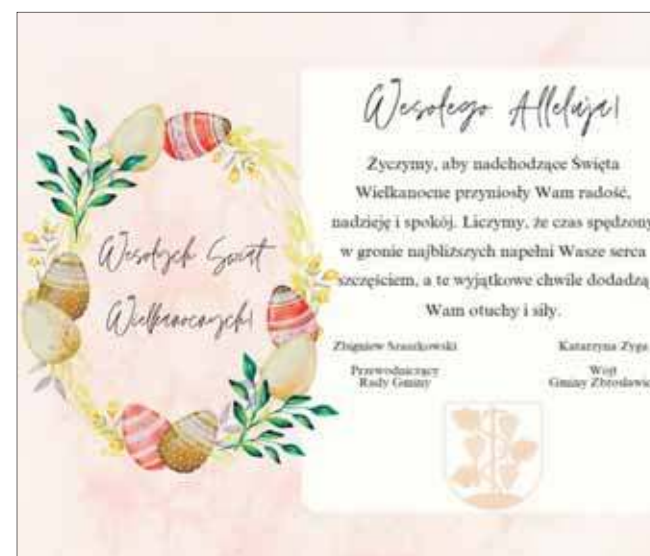 Wesołych Świąt
Wielkanocnych!
Wesołego Alleluja!
Życzymy, aby nadchodzące Święta
Wielkanocne przyniosły Wam radość,
nadzieję i spokój. Liczymy, że czas spędzony
w gronie najbliższych napełni Wasze serca
szczęściem, a te wyjątkowe chwile dodadzą
Wam otuchy i siły.
Zbigniew Szaszkowski
Przewodniczący
Rady Gminy
Katarzyna Zyga
Wójt
Gminy Zbrosławice